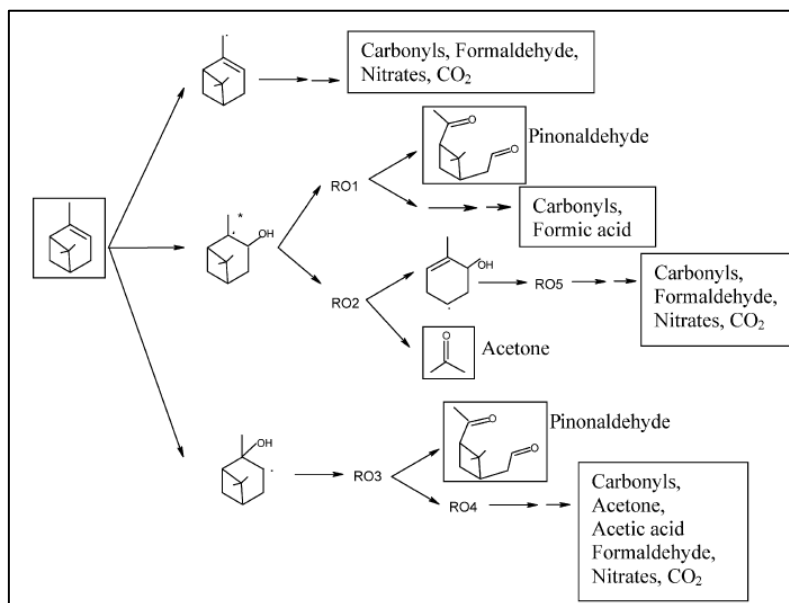 Carbonyls, Formaldehyde,
Nitrates, CO2
O
Pinonaldehyde
O
RO1
* OH
Carbonyls,
Formic acid
OH
RO2
RO5
Carbonyls,
Formaldehyde,
Nitrates, CO2
O
Acetone
O
Pinonaldehyde
OH
O
RO3
RO4
Carbonyls,
Acetone,
Acetic acid
Formaldehyde,
Nitrates, CO2